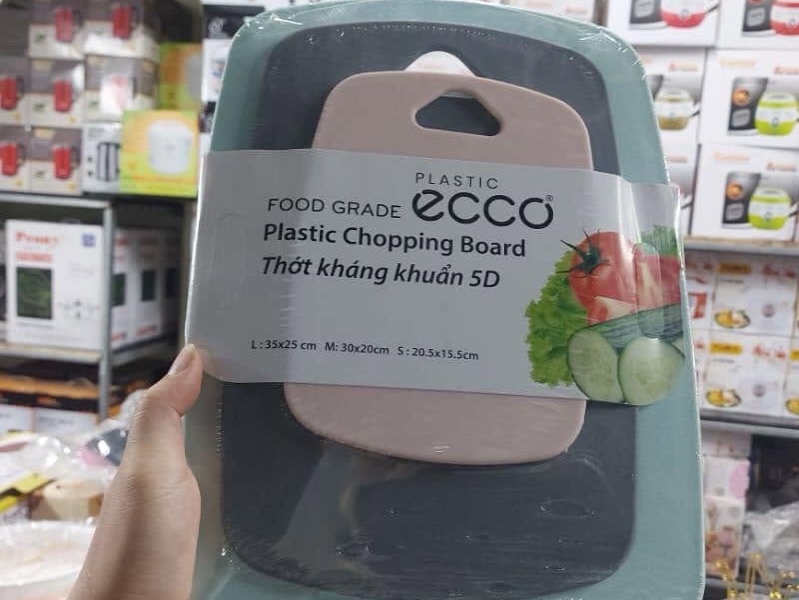 PLASTIC
FOOD GRADE ecco®
Plastic Chopping Board
Thớt kháng khuẩn 5D
L : 35x25 cm M: 30x20cm S : 20.5x15.5cm